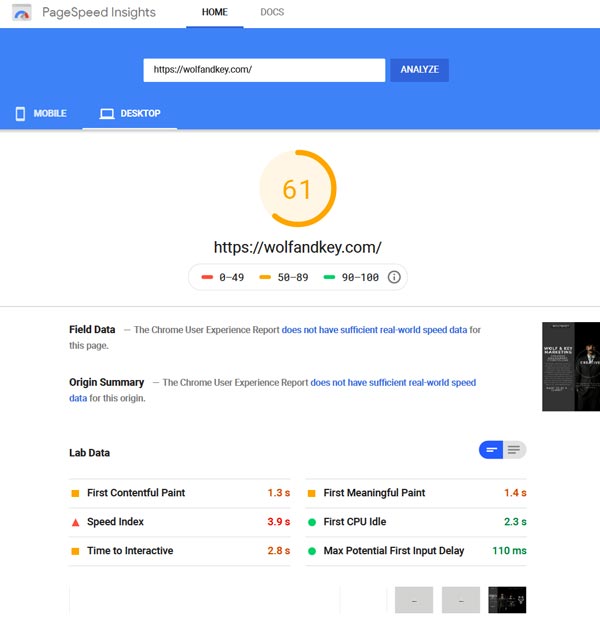 PageSpeed Insights
HOME
DOCS
https://wolfandkey.com/
ANALYZE
MOBILE
DESKTOP
61
https://wolfandkey.com/
0–49
50–89
90–100
Field Data — The Chrome User Experience Report does not have sufficient real-world speed data for
this page.
WOLF & KEY
MARKETING
Origin Summary — The Chrome User Experience Report does not have sufficient real-world speed
data for this origin.
Lab Data
First Contentful Paint 1.3 s
First Meaningful Paint 1.4 s
Speed Index 3.9 s
First CPU Idle 2.3 s
Time to Interactive 2.8 s
Max Potential First Input Delay 110 ms